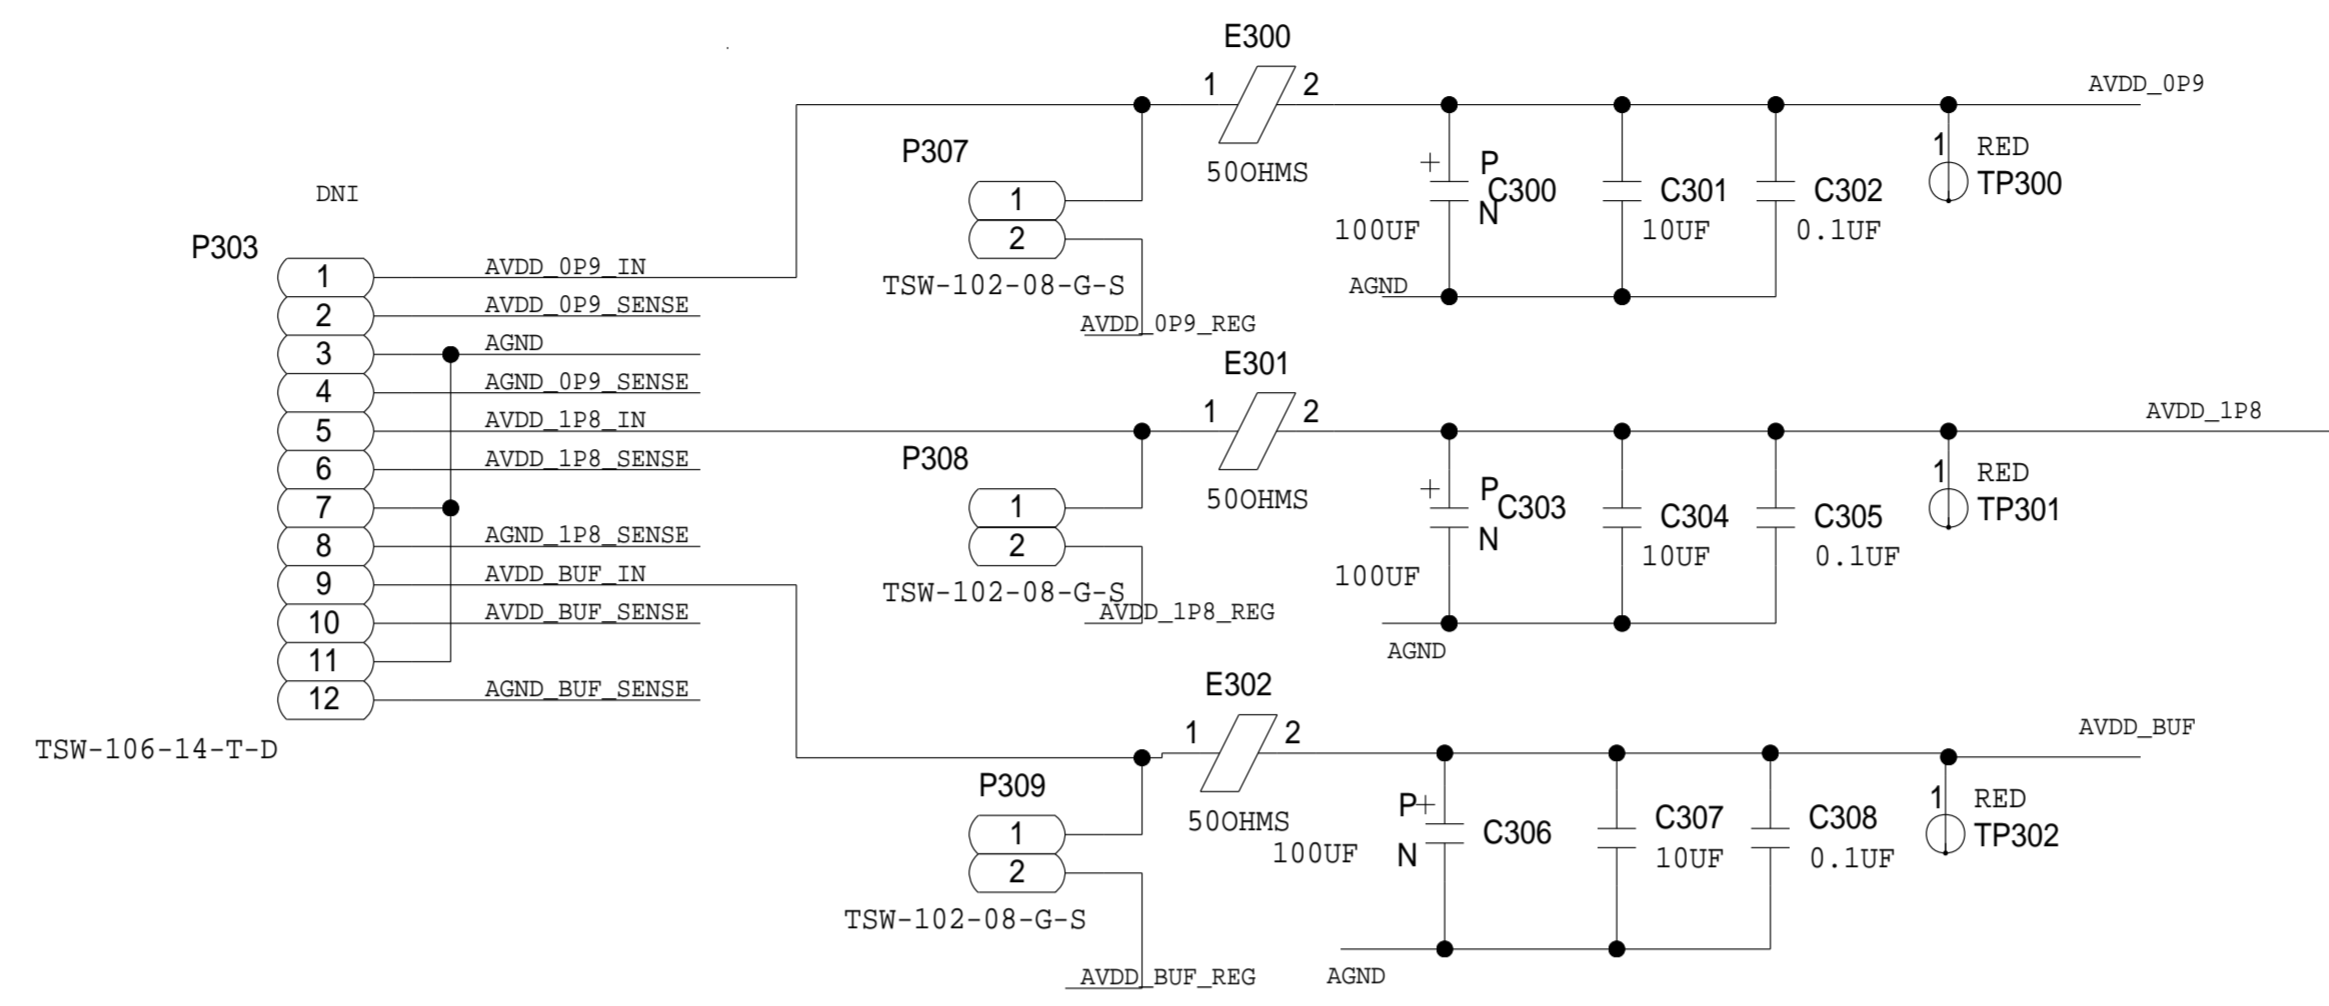 E300
1 2
50OHMS
AVDD_0P9
P307
1
2
TSW-102-08-G-S
AVDD_0P9_REG
+ P
C300
N
100UF
C301
10UF
C302
0.1UF
1 RED
TP300
AGND
DNI
P303
1 AVDD_0P9_IN
2 AVDD_0P9_SENSE
3 AGND
4 AGND_0P9_SENSE
5 AVDD_1P8_IN
6 AVDD_1P8_SENSE
7
8 AGND_1P8_SENSE
9 AVDD_BUF_IN
10 AVDD_BUF_SENSE
11
12 AGND_BUF_SENSE
TSW-106-14-T-D
E301
1 2
50OHMS
AVDD_1P8
P308
1
2
TSW-102-08-G-S
AVDD_1P8_REG
+ P
C303
N
100UF
C304
10UF
C305
0.1UF
1 RED
TP301
AGND
E302
1 2
50OHMS
AVDD_BUF
P309
1
2
TSW-102-08-G-S
AVDD_BUF_REG
P+
C306
N
100UF
C307
10UF
C308
0.1UF
1 RED
TP302
AGND